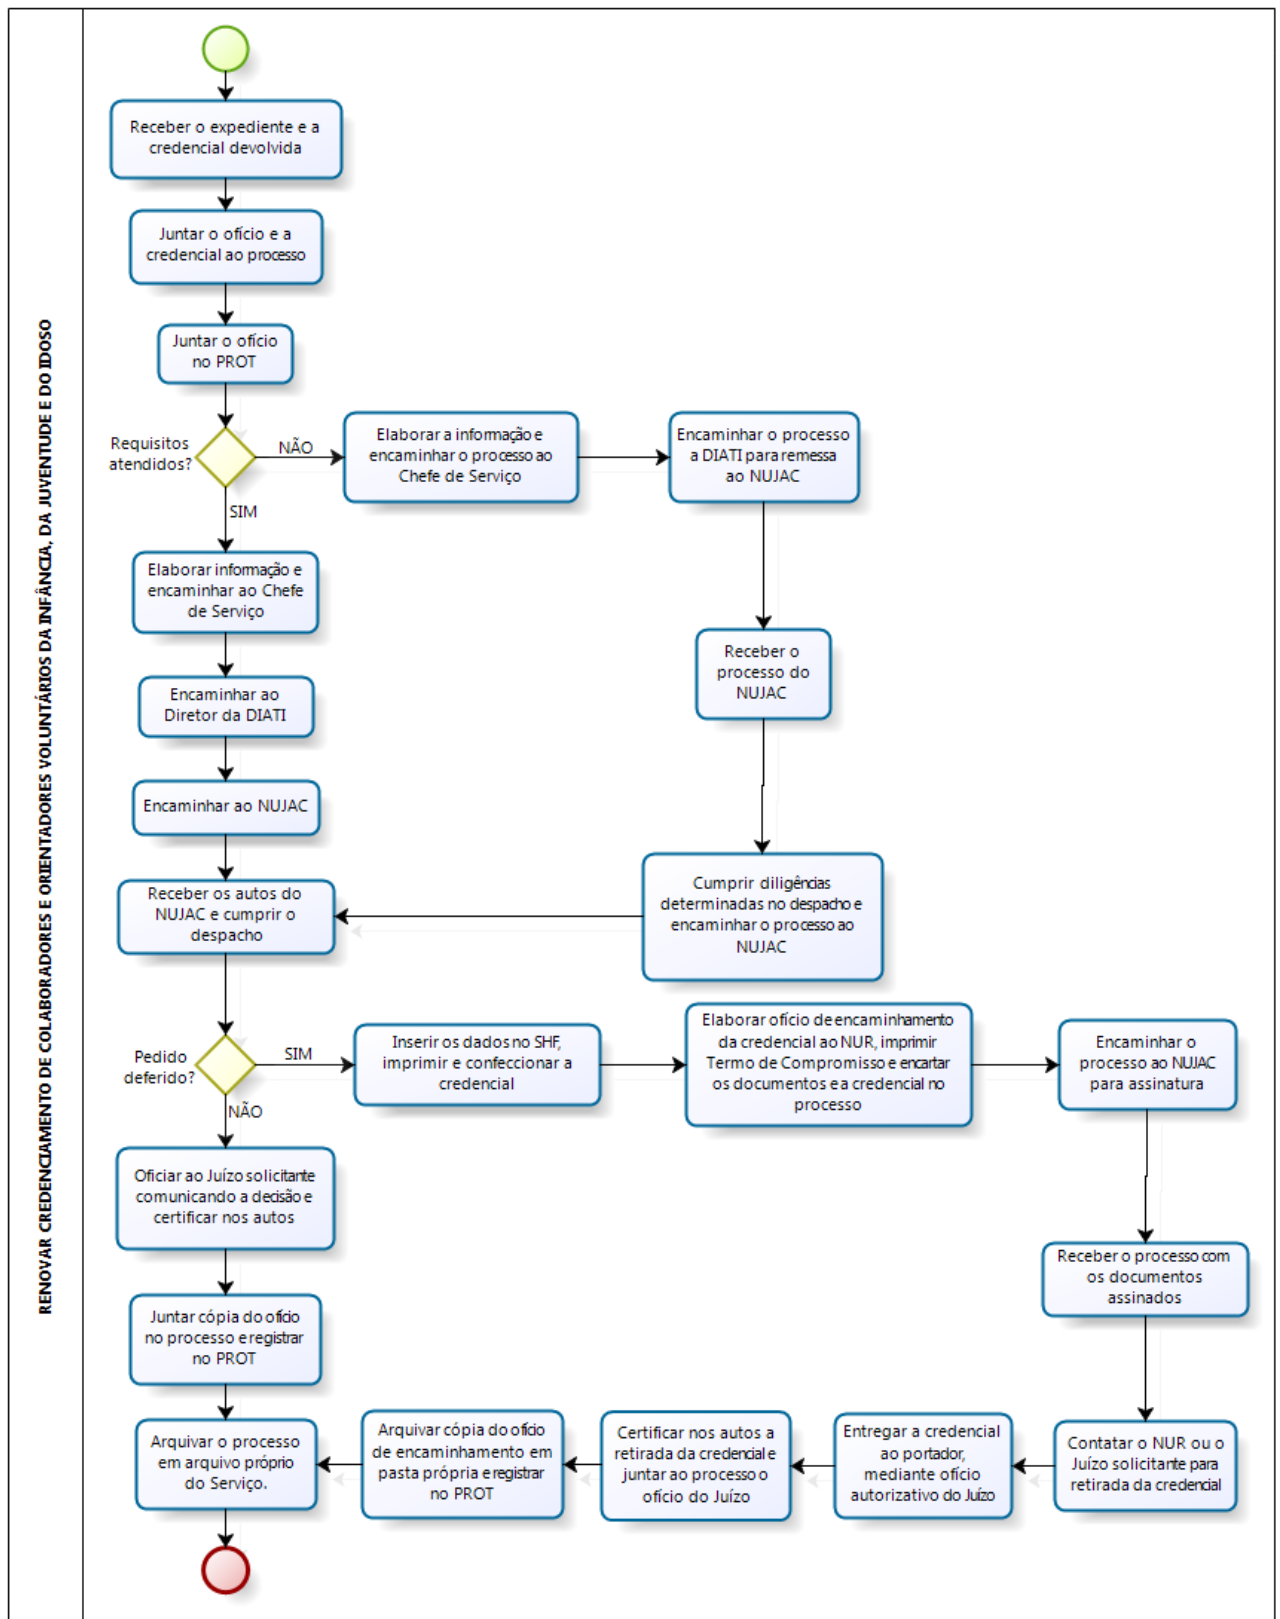 RENOVAR CREDENCIAMENTO DE COLABORADORES E ORIENTADORES VOLUNTÁRIOS DA INFÂNCIA, DA JUVENTUDE E DO IDOSO
Receber o expediente e a
credencial devolvida
Juntar o ofício e a
credencial ao processo
Juntar o ofício
no PROT
Requisitos
atendidos?
NÃO
Elaborar a informação e
encaminhar o processo ao
Chefe de Serviço
Encaminhar o processo
a DIATI para remessa
ao NUJAC
SIM
Elaborar informação e
encaminhar ao Chefe
de Serviço
Receber o
processo do
NUJAC
Encaminhar ao
Diretor da DIATI
Encaminhar ao NUJAC
Receber os autos do
NUJAC e cumprir o
despacho
Cumprir diligências
determinadas no despacho e
encaminhar o processo ao
NUJAC
Pedido
deferido?
SIM
Inserir os dados no SHF,
imprimir e confeccionar a
credencial
Elaborar ofício de encaminhamento
da credencial ao NUR, imprimir
Termo de Compromisso e encartar
os documentos e a credencial no
processo
Encaminhar o
processo ao NUJAC
para assinatura
NÃO
Oficiar ao Juízo solicitante
comunicando a decisão e
certificar nos autos
Receber o processo com
os documentos
assinados
Juntar cópia do ofício
no processo e registrar
no PROT
Arquivar o processo
em arquivo próprio
do Serviço.
Arquivar cópia do ofício
de encaminhamento em
pasta própria e registrar
no PROT
Certificar nos autos a
retirada da credencial e
juntar ao processo o
ofício do Juízo
Entregar a credencial
ao portador,
mediante ofício
autorizativo do Juízo
Contatar o NUR ou o
Juízo solicitante para
retirada da credencial